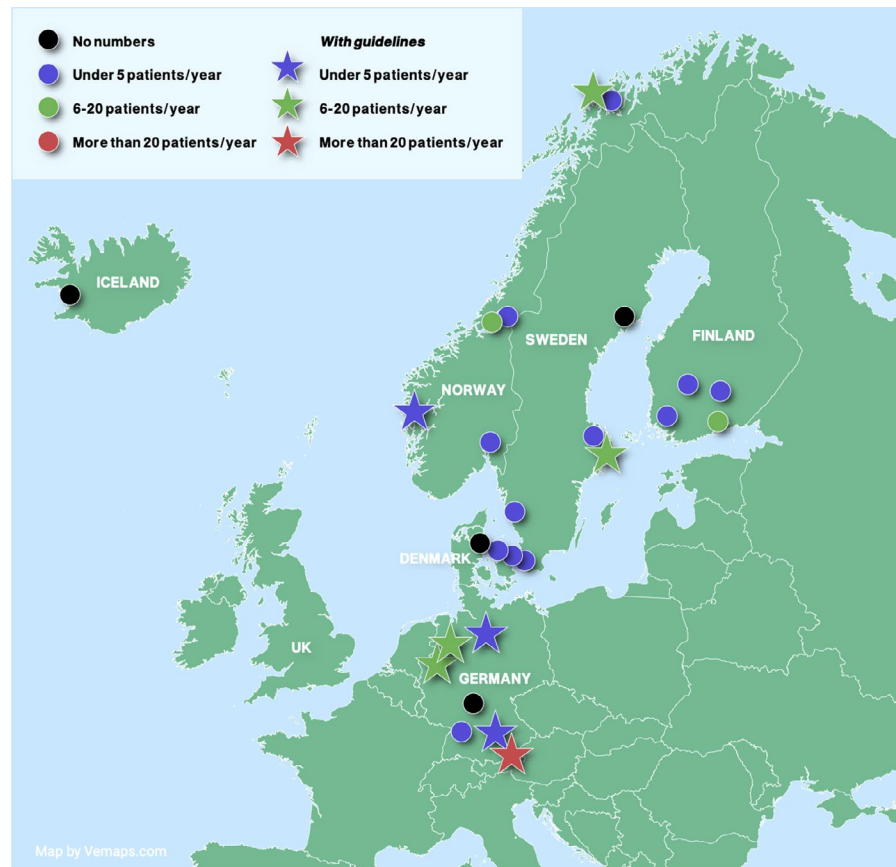 No numbers
Under 5 patients/year
6-20 patients/year
More than 20 patients/year
With guidelines
Under 5 patients/year
6-20 patients/year
More than 20 patients/year
ICELAND
SWEDEN
FINLAND
NORWAY
DENMARK
UK
GERMANY
Map by Vemaps.com